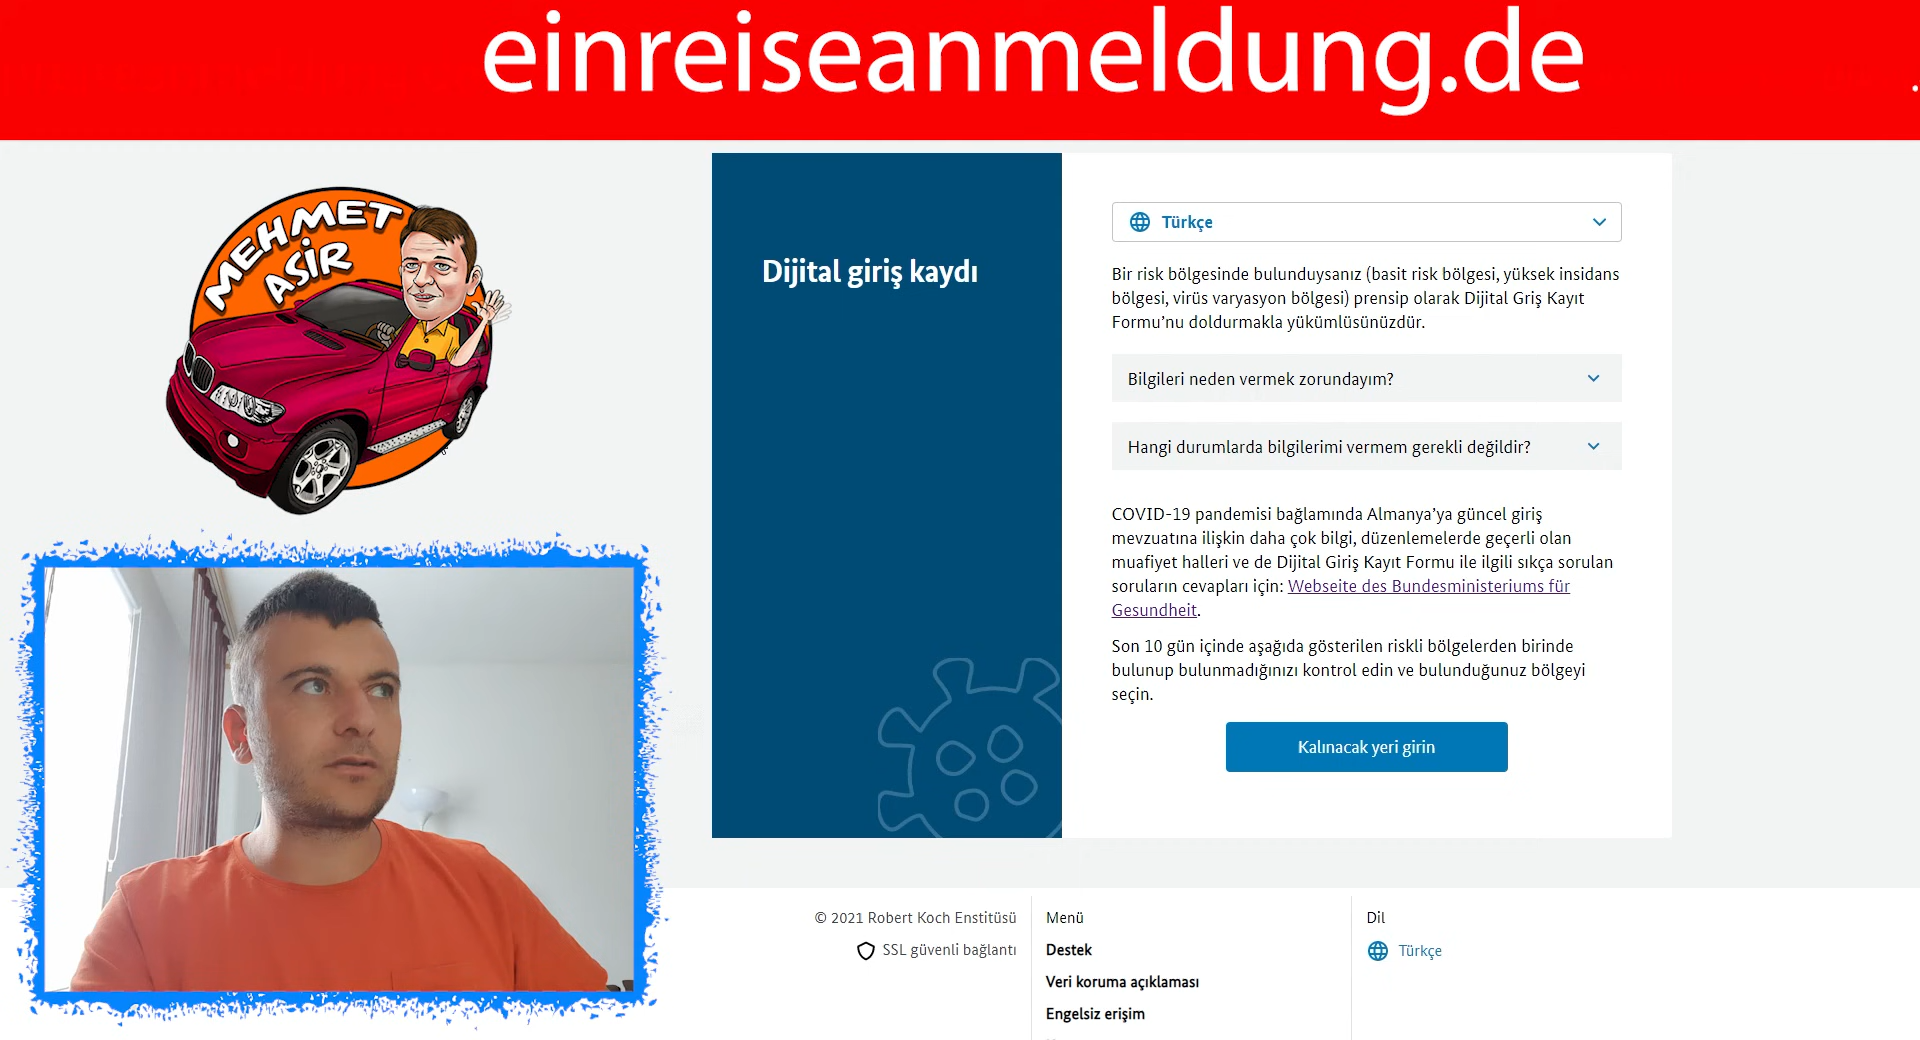 einreiseanmeldung.de
MEHMET
ASİR
Dijital giriş kaydı
Türkçe
Bir risk bölgesinde bulunduysanız (basit risk bölgesi, yüksek insidans
bölgesi, virüs varyasyon bölgesi) prensip olarak Dijital Griş Kayıt
Formu’nu doldurmakla yükümlüsünüzdür.
Bilgileri neden vermek zorundayım?
Hangi durumlarda bilgilerimi vermem gerekli değildir?
COVID-19 pandemisi bağlamında Almanya’ya güncel giriş
mevzuatına ilişkin daha çok bilgi, düzenlemelerde geçerli olan
muafiyet halleri ve de Dijital Giriş Kayıt Formu ile ilgili sıkça sorulan
soruların cevapları için: Webseite des Bundesministeriums für
Gesundheit.
Son 10 gün içinde aşağıda gösterilen riskli bölgelerden birinde
bulunup bulunmadığınızı kontrol edin ve bulunduğunuz bölgeyi
seçin.
Kalınacak yeri girin
© 2021 Robert Koch Enstitüsü
SSL güvenli bağlantı
Menü
Destek
Veri koruma açıklaması
Engelsiz erişim
Dil
Türkçe